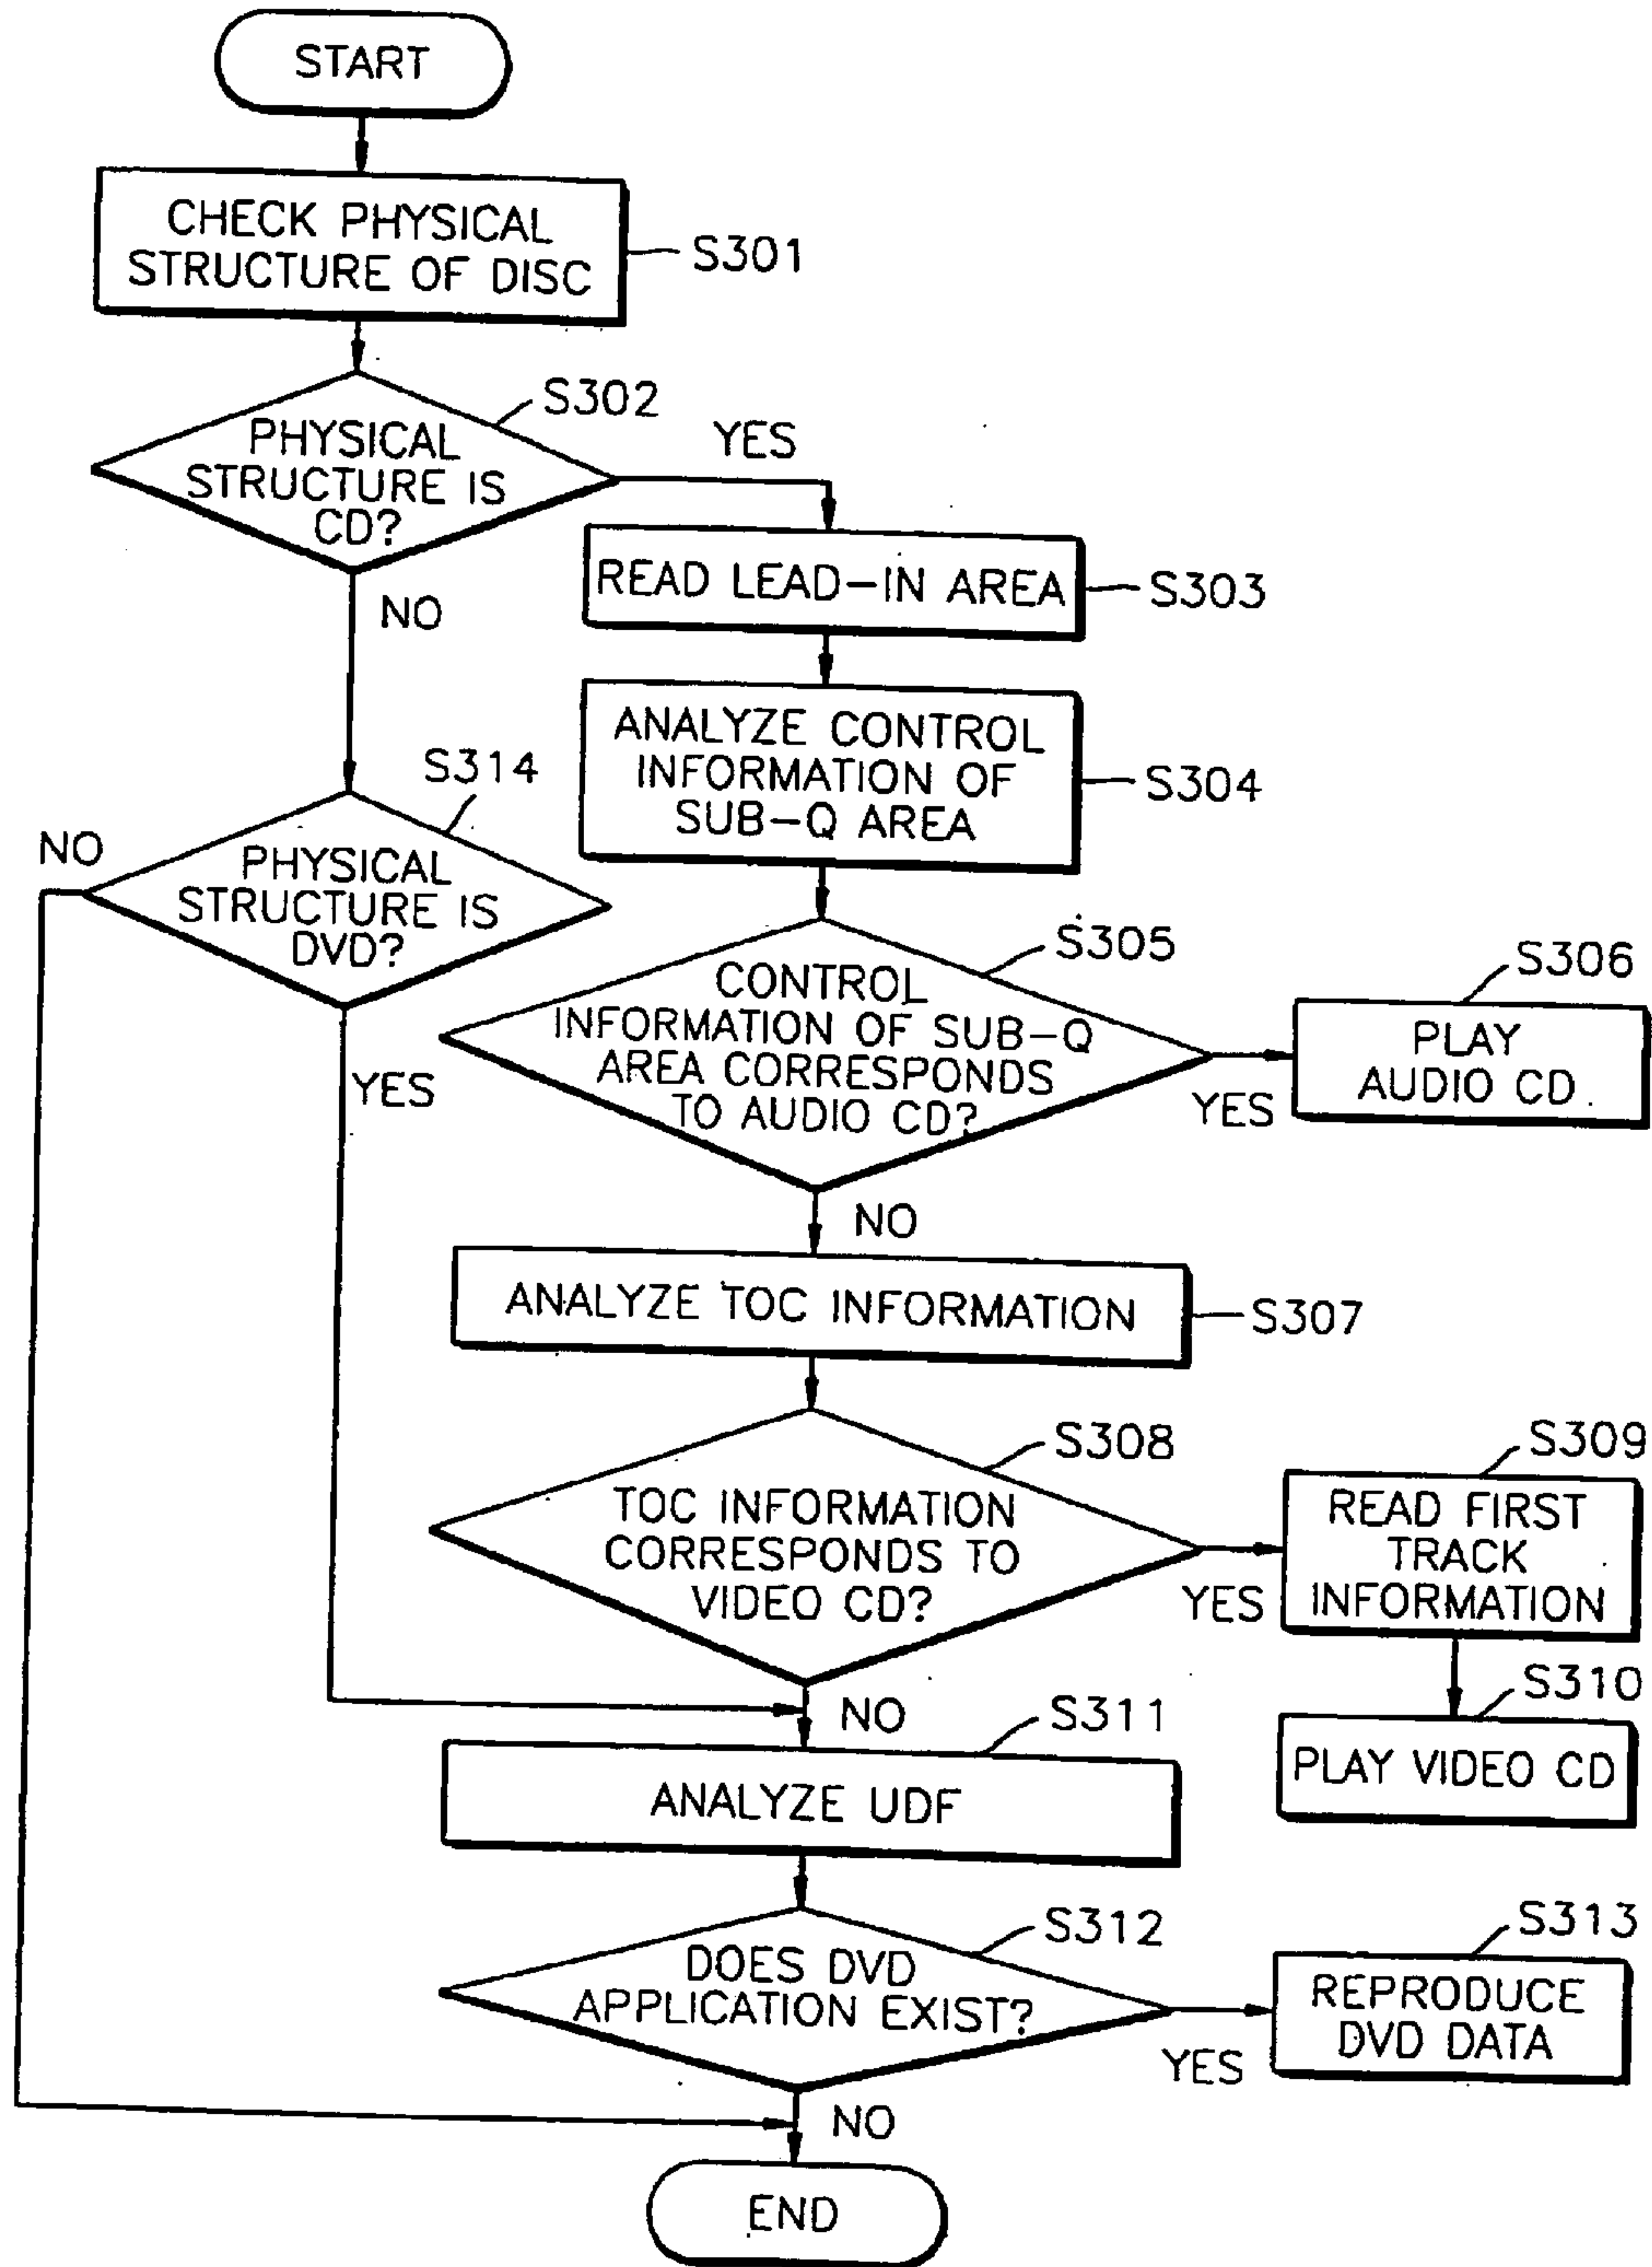 START
CHECK PHYSICAL
STRUCTURE OF DISC
S301
S302
PHYSICAL
STRUCTURE IS
CD?
YES
NO
READ LEAD-IN AREA
S303
ANALYZE CONTROL
INFORMATION OF
SUB-Q AREA
S304
S314
NO
PHYSICAL
STRUCTURE IS
DVD?
YES
S305
CONTROL
INFORMATION OF SUB-Q
AREA CORRESPONDS
TO AUDIO CD?
YES
S306
PLAY
AUDIO CD
NO
ANALYZE TOC INFORMATION
S307
S308
TOC INFORMATION
CORRESPONDS TO
VIDEO CD?
YES
S309
READ FIRST
TRACK
INFORMATION
S310
PLAY VIDEO CD
NO
S311
ANALYZE UDF
S312
DOES DVD
APPLICATION EXIST?
YES
S313
REPRODUCE
DVD DATA
NO
END